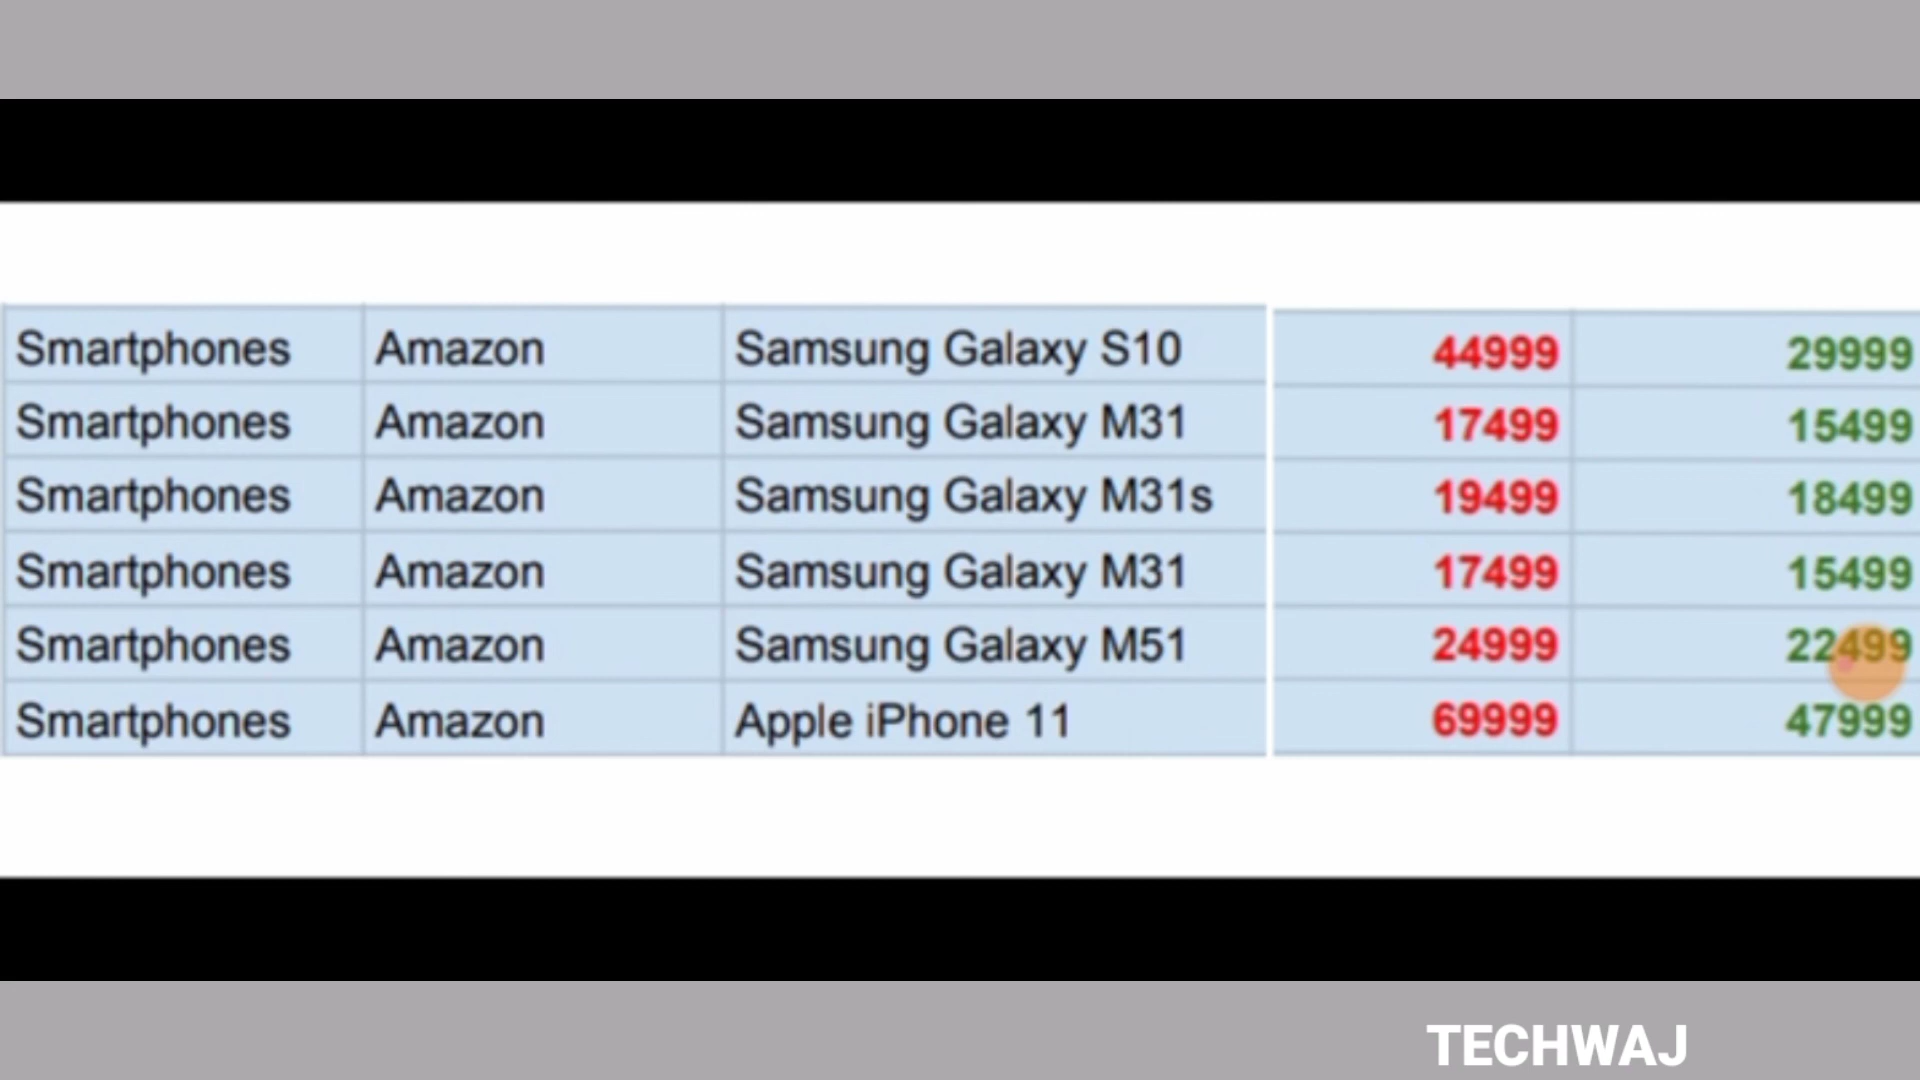 Smartphones Amazon Samsung Galaxy S10 44999 29999
Smartphones Amazon Samsung Galaxy M31 17499 15499
Smartphones Amazon Samsung Galaxy M31s 19499 18499
Smartphones Amazon Samsung Galaxy M31 17499 15499
Smartphones Amazon Samsung Galaxy M51 24999 22499
Smartphones Amazon Apple iPhone 11 69999 47999
TECHWAJ